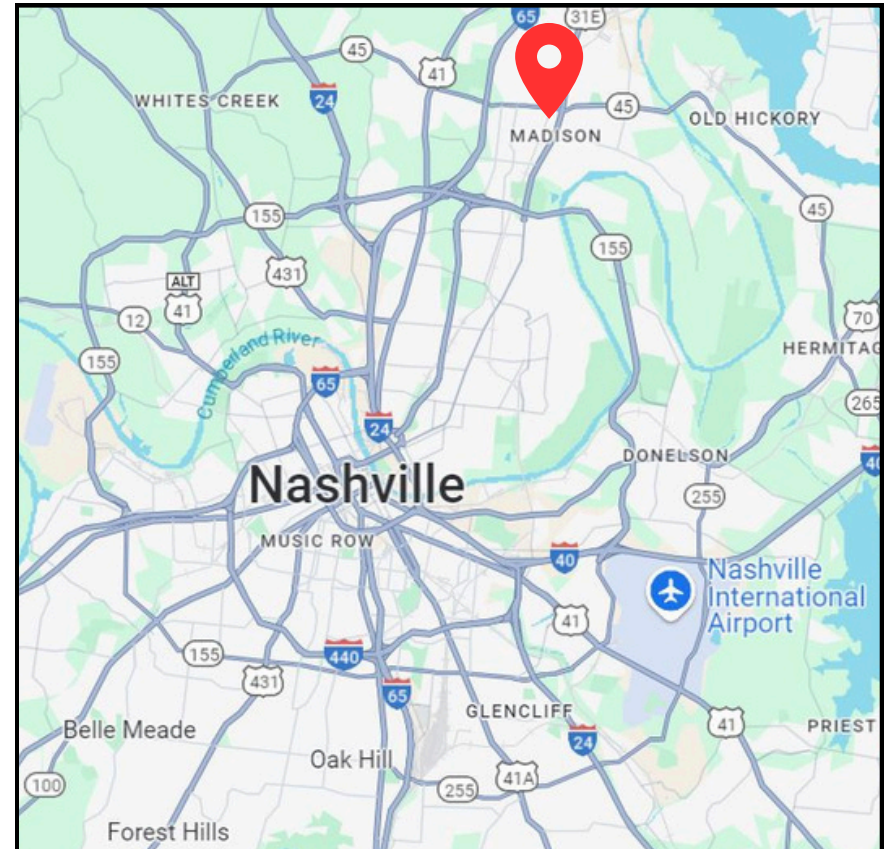 65
31E
45
41
24
WHITES CREEK
45
OLD HICKORY
MADISON
155
45
155
431
ALT
41
12
70
Cumberland River
HERMITAG
155
65
265
24
DONELSON
40
Nashville
255
MUSIC ROW
40
Nashville
International
Airport
41
155
440
431
65
GLENCLIFF
41
PRIEST
Belle Meade
24
Oak Hill
41A
100
255
Forest Hills